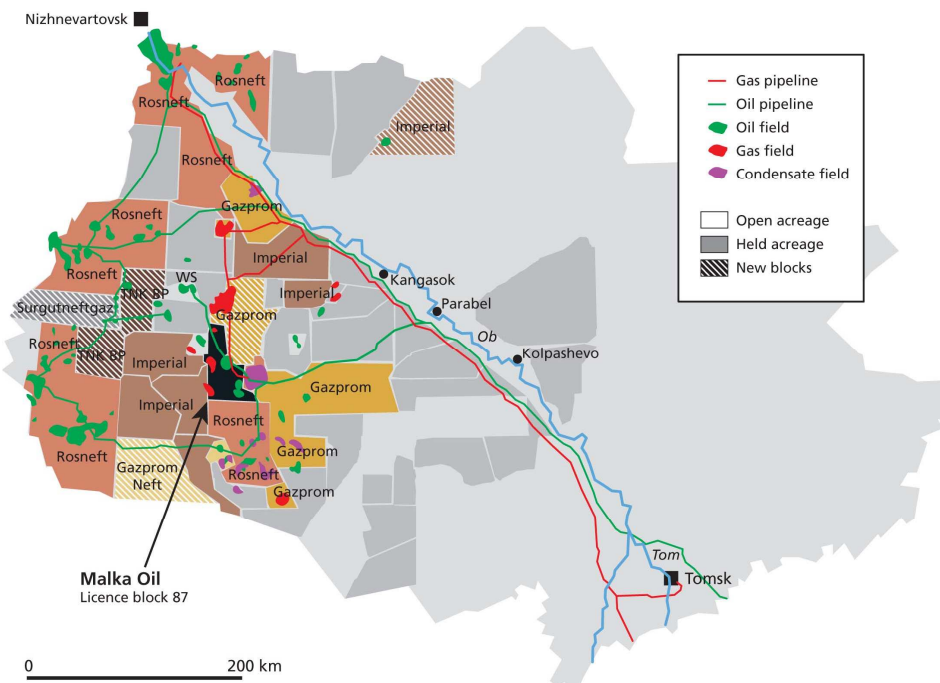 Nizhnevartovsk
Rosneft
Rosneft
Imperial
Rosneft
Gazprom
Rosneft
Imperial
Rosneft
WS
TNK BP
Imperial
Surgutneftgaz
Kangasok
Parabel
Ob
Kolpashevo
Rosneft
TNK BP
Imperial
Gazprom
Imperial
Rosneft
Rosneft
Gazprom
Gazprom
Neft
Rosneft
Gazprom
Malka Oil
Licence block 87
Tom
Tomsk
0 200 km
Gas pipeline
Oil pipeline
Oil field
Gas field
Condensate field
Open acreage
Held acreage
New blocks